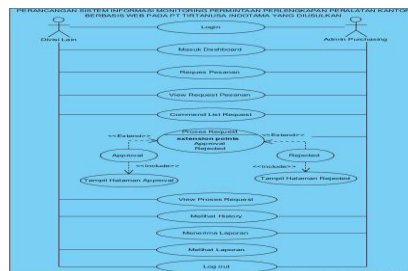 PERANCANGAN SISTEM INFORMASI MONITORING PERMINTAAN PERLENGKAPAN PERALATAN KANTOR
BERBASIS WEB PADA PT TIRTANUSA INDOTAMA YANG DIUSULKAN
Login
Divisi Lain
Admin Purchasing
Masuk Dashboard
Reques Pesanan
View Request Pesanan
Command List Request
Proses Request
extension points
Approval
Rejected
<<Extend>>
<<Extend>>
Approval
Rejected
<<Include>>
<<Include>>
Tampil Halaman Approval
Tampil Halaman Rejected
View Proses Request
Melihat History
Menerima Laporan
Melihat Laporan
Log out